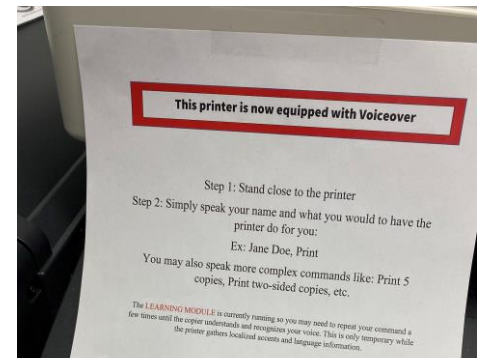 This printer is now equipped with Voiceover
Step 1: Stand close to the printer
Step 2: Simply speak your name and what you would to have the
printer do for you:
Ex: Jane Doe, Print
You may also speak more complex commands like: Print 5
copies, Print two-sided copies, etc.
The LEARNING MODULE is currently running so you may need to repeat your command a
few times until the copier understands and recognizes your voice. This is only temporary while
the printer gathers localized accents and language information.